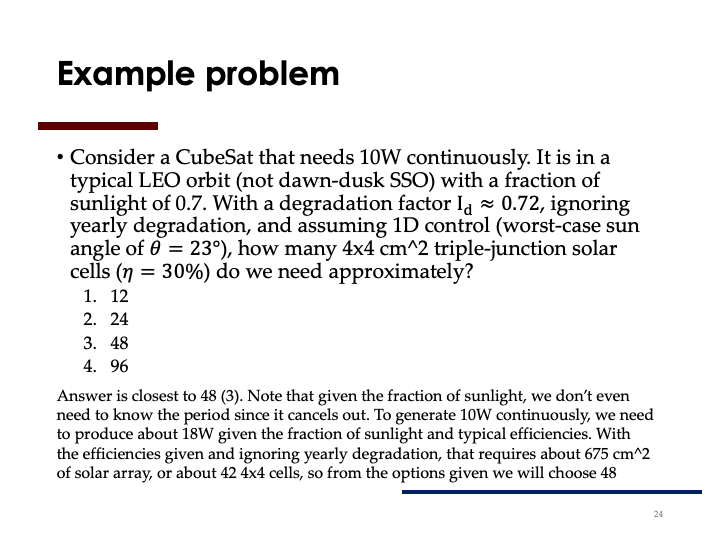 Example problem
• Consider a CubeSat that needs 10W continuously. It is in a
typical LEO orbit (not dawn-dusk SSO) with a fraction of
sunlight of 0.7. With a degradation factor I_d ≈ 0.72, ignoring
yearly degradation, and assuming 1D control (worst-case sun
angle of θ = 23°), how many 4x4 cm^2 triple-junction solar
cells (η = 30%) do we need approximately?
1. 12
2. 24
3. 48
4. 96
Answer is closest to 48 (3). Note that given the fraction of sunlight, we don't even
need to know the period since it cancels out. To generate 10W continuously, we need
to produce about 18W given the fraction of sunlight and typical efficiencies. With
the efficiencies given and ignoring yearly degradation, that requires about 675 cm^2
of solar array, or about 42 4x4 cells, so from the options given we will choose 48
24